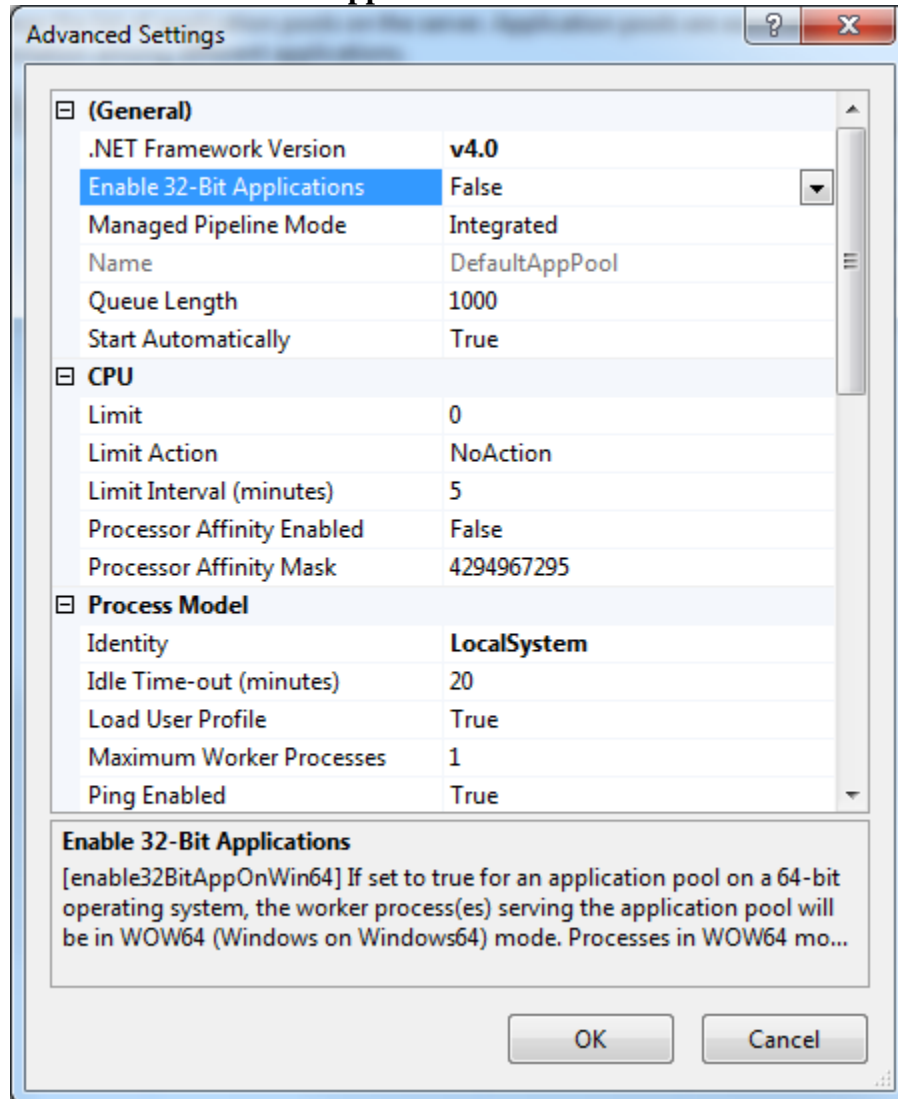 Advanced Settings
(General)
.NET Framework Version v4.0
Enable 32-Bit Applications False
Managed Pipeline Mode Integrated
Name DefaultAppPool
Queue Length 1000
Start Automatically True
CPU
Limit 0
Limit Action NoAction
Limit Interval (minutes) 5
Processor Affinity Enabled False
Processor Affinity Mask 4294967295
Process Model
Identity LocalSystem
Idle Time-out (minutes) 20
Load User Profile True
Maximum Worker Processes 1
Ping Enabled True
Enable 32-Bit Applications
[enable32BitAppOnWin64] If set to true for an application pool on a 64-bit
operating system, the worker process(es) serving the application pool will
be in WOW64 (Windows on Windows64) mode. Processes in WOW64 mo...
OK Cancel